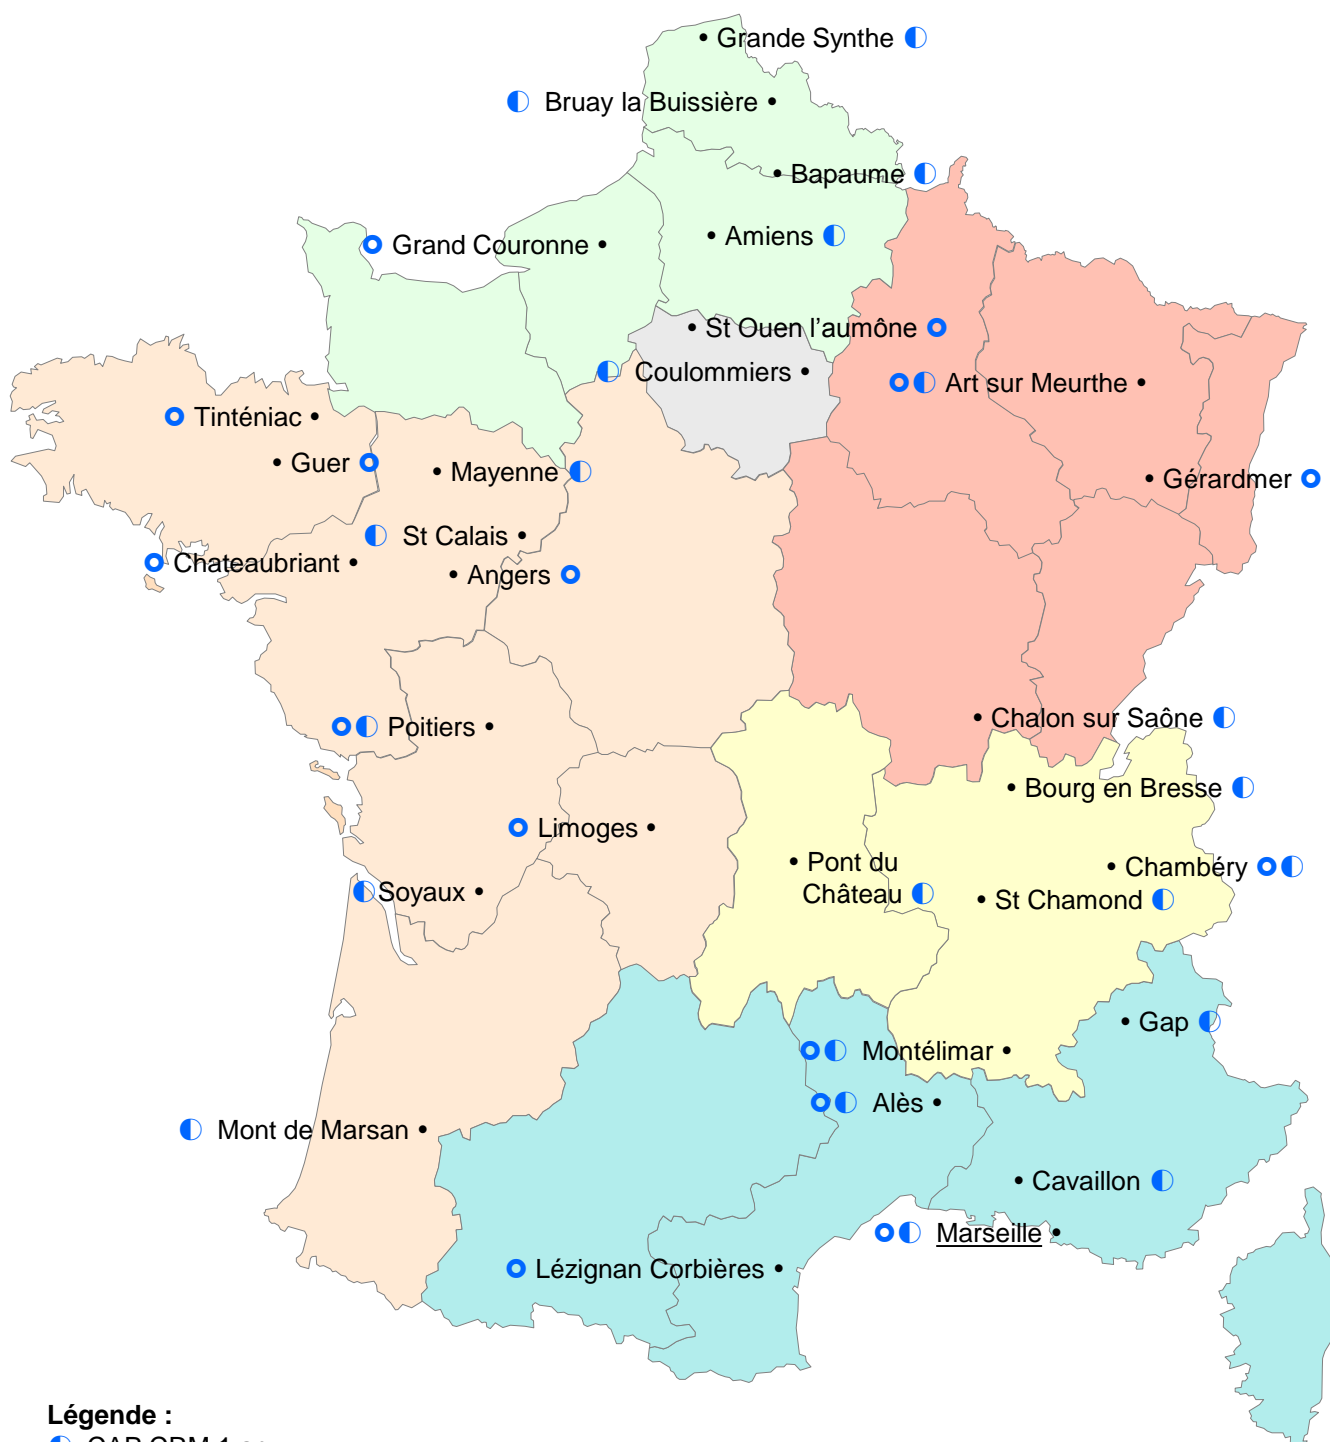 Grande Synthe
Bruay la Buissière
Bapaume
Amiens
Grand Couronne
St Ouen l’aumône
Coulommiers
Art sur Meurthe
Tinténiac
Guer
Mayenne
Gérardmer
St Calais
Chateaubriant
Angers
Chalon sur Saône
Poitiers
Bourg en Bresse
Limoges
Pont du
Château
Chambéry
St Chamond
Soyaux
Gap
Montélimar
Alès
Mont de Marsan
Cavaillon
Marseille
Lézignan Corbières
Légende :